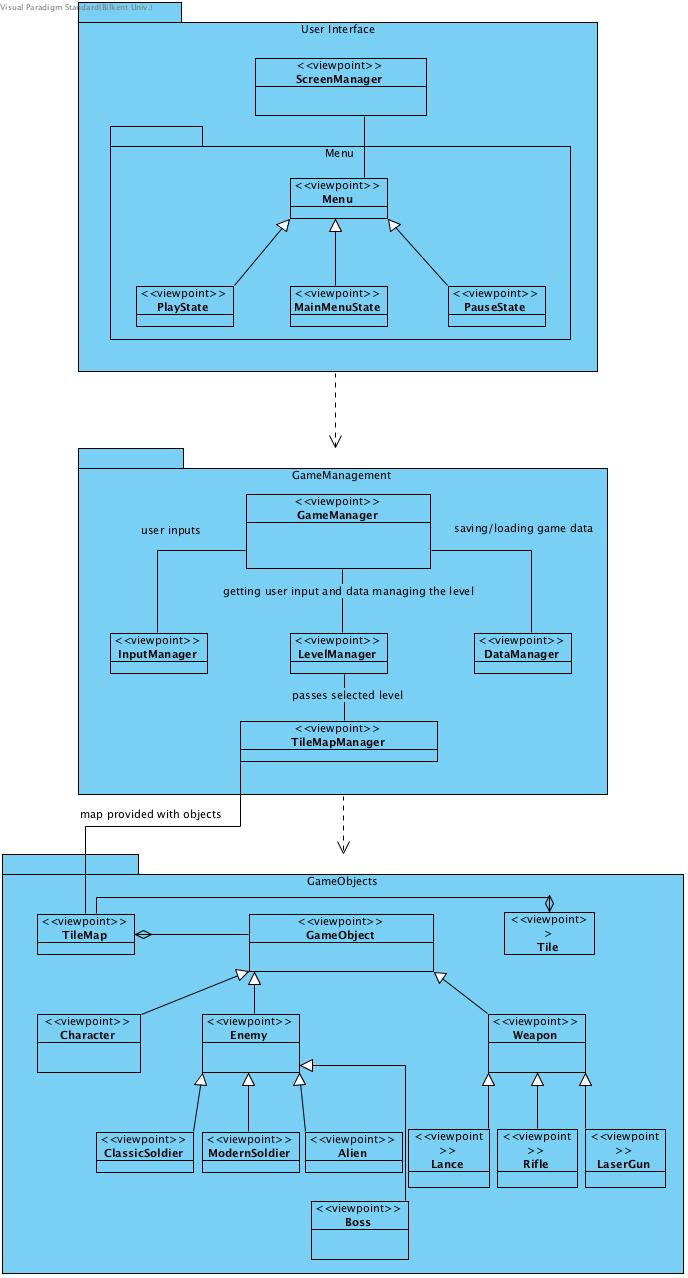 Visual Paradigm Standard(Bilkent Univ.)
User Interface
<<viewpoint>>
ScreenManager
Menu
<<viewpoint>>
Menu
<<viewpoint>>
PlayState
<<viewpoint>>
MainMenuState
<<viewpoint>>
PauseState
GameManagement
<<viewpoint>>
GameManager
user inputs
saving/loading game data
getting user input and data managing the level
<<viewpoint>>
InputManager
<<viewpoint>>
LevelManager
<<viewpoint>>
DataManager
passes selected level
<<viewpoint>>
TileMapManager
map provided with objects
GameObjects
<<viewpoint>>
TileMap
<<viewpoint>>
GameObject
<<viewpoint>
>
Tile
<<viewpoint>>
Character
<<viewpoint>>
Enemy
<<viewpoint>>
Weapon
<<viewpoint>>
ClassicSoldier
<<viewpoint>>
ModernSoldier
<<viewpoint>>
Alien
<<viewpoint
>>
Lance
<<viewpoint
>>
Rifle
<<viewpoint
>>
LaserGun
<<viewpoint>>
Boss